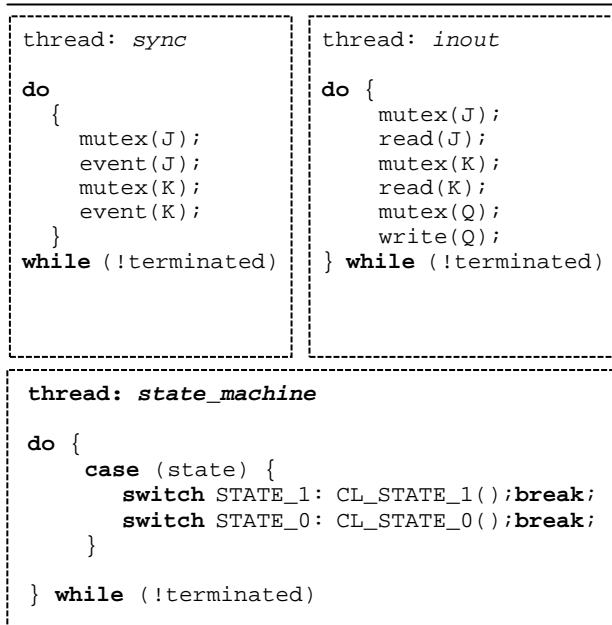 thread: sync
do
{
mutex(J);
event(J);
mutex(K);
event(K);
}
while (!terminated)
thread: inout
do {
mutex(J);
read(J);
mutex(K);
read(K);
mutex(Q);
write(Q);
} while (!terminated)
thread: state_machine
do {
case (state) {
switch STATE_1: CL_STATE_1();break;
switch STATE_0: CL_STATE_0();break;
}
} while (!terminated)